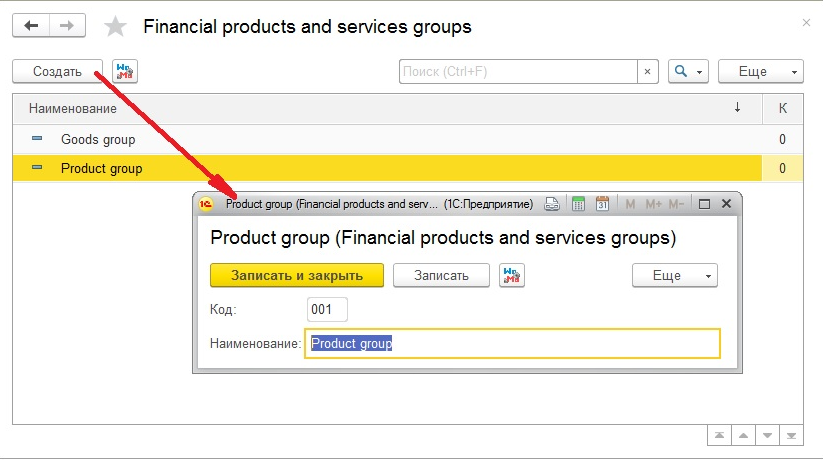 Financial products and services groups
Создать
Поиск (Ctrl+F)
Еще
Наименование К
Goods group 0
Product group 0
Product group (Financial products and serv... (1С:Предприятие) M M+ M-
Product group (Financial products and services groups)
Записать и закрыть Записать Еще
Код: 001
Наименование: Product group